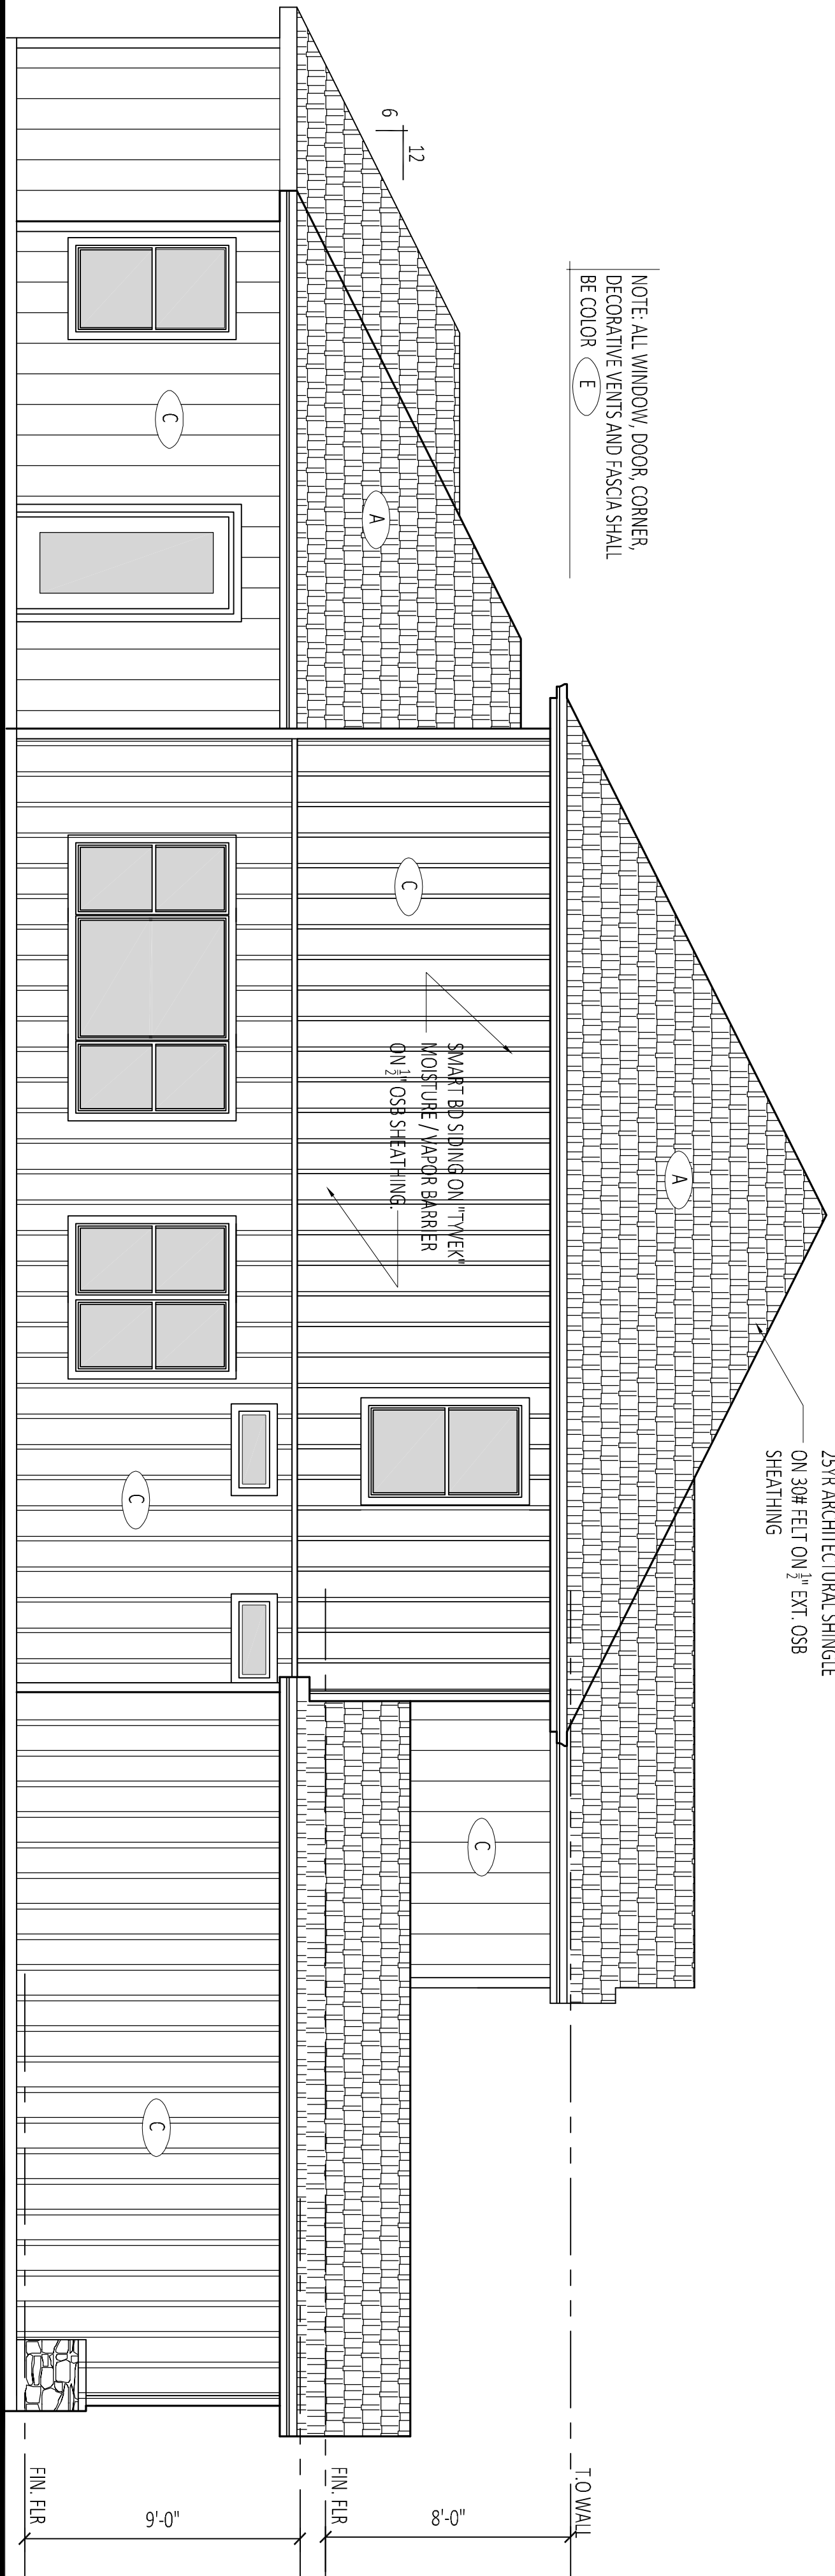 25YR ARCHITECTURAL SHINGLE
ON 30# FELT ON 1/2" EXT. OSB
SHEATHING
A
NOTE: ALL WINDOW, DOOR, CORNER,
DECORATIVE VENTS AND FASCIA SHALL
BE COLOR E
T.O WALL
12
6
A
C
SMART BD SIDING ON "TYVEK"
MOISTURE / VAPOR BARRIER
ON 1/2" OSB SHEATHING.
C
8'-0"
FIN. FLR
C
C
C
9'-0"
FIN. FLR